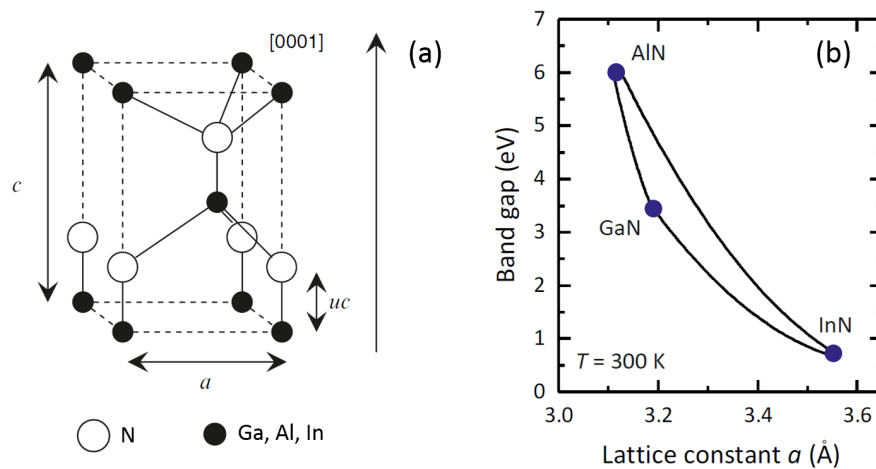 [0001]
(a)
c
uc
a
N
Ga, Al, In
(b)
7
6
5
4
3
2
1
0
Band gap (eV)
AlN
GaN
InN
T = 300 K
3.0 3.2 3.4 3.6
Lattice constant a (Å)